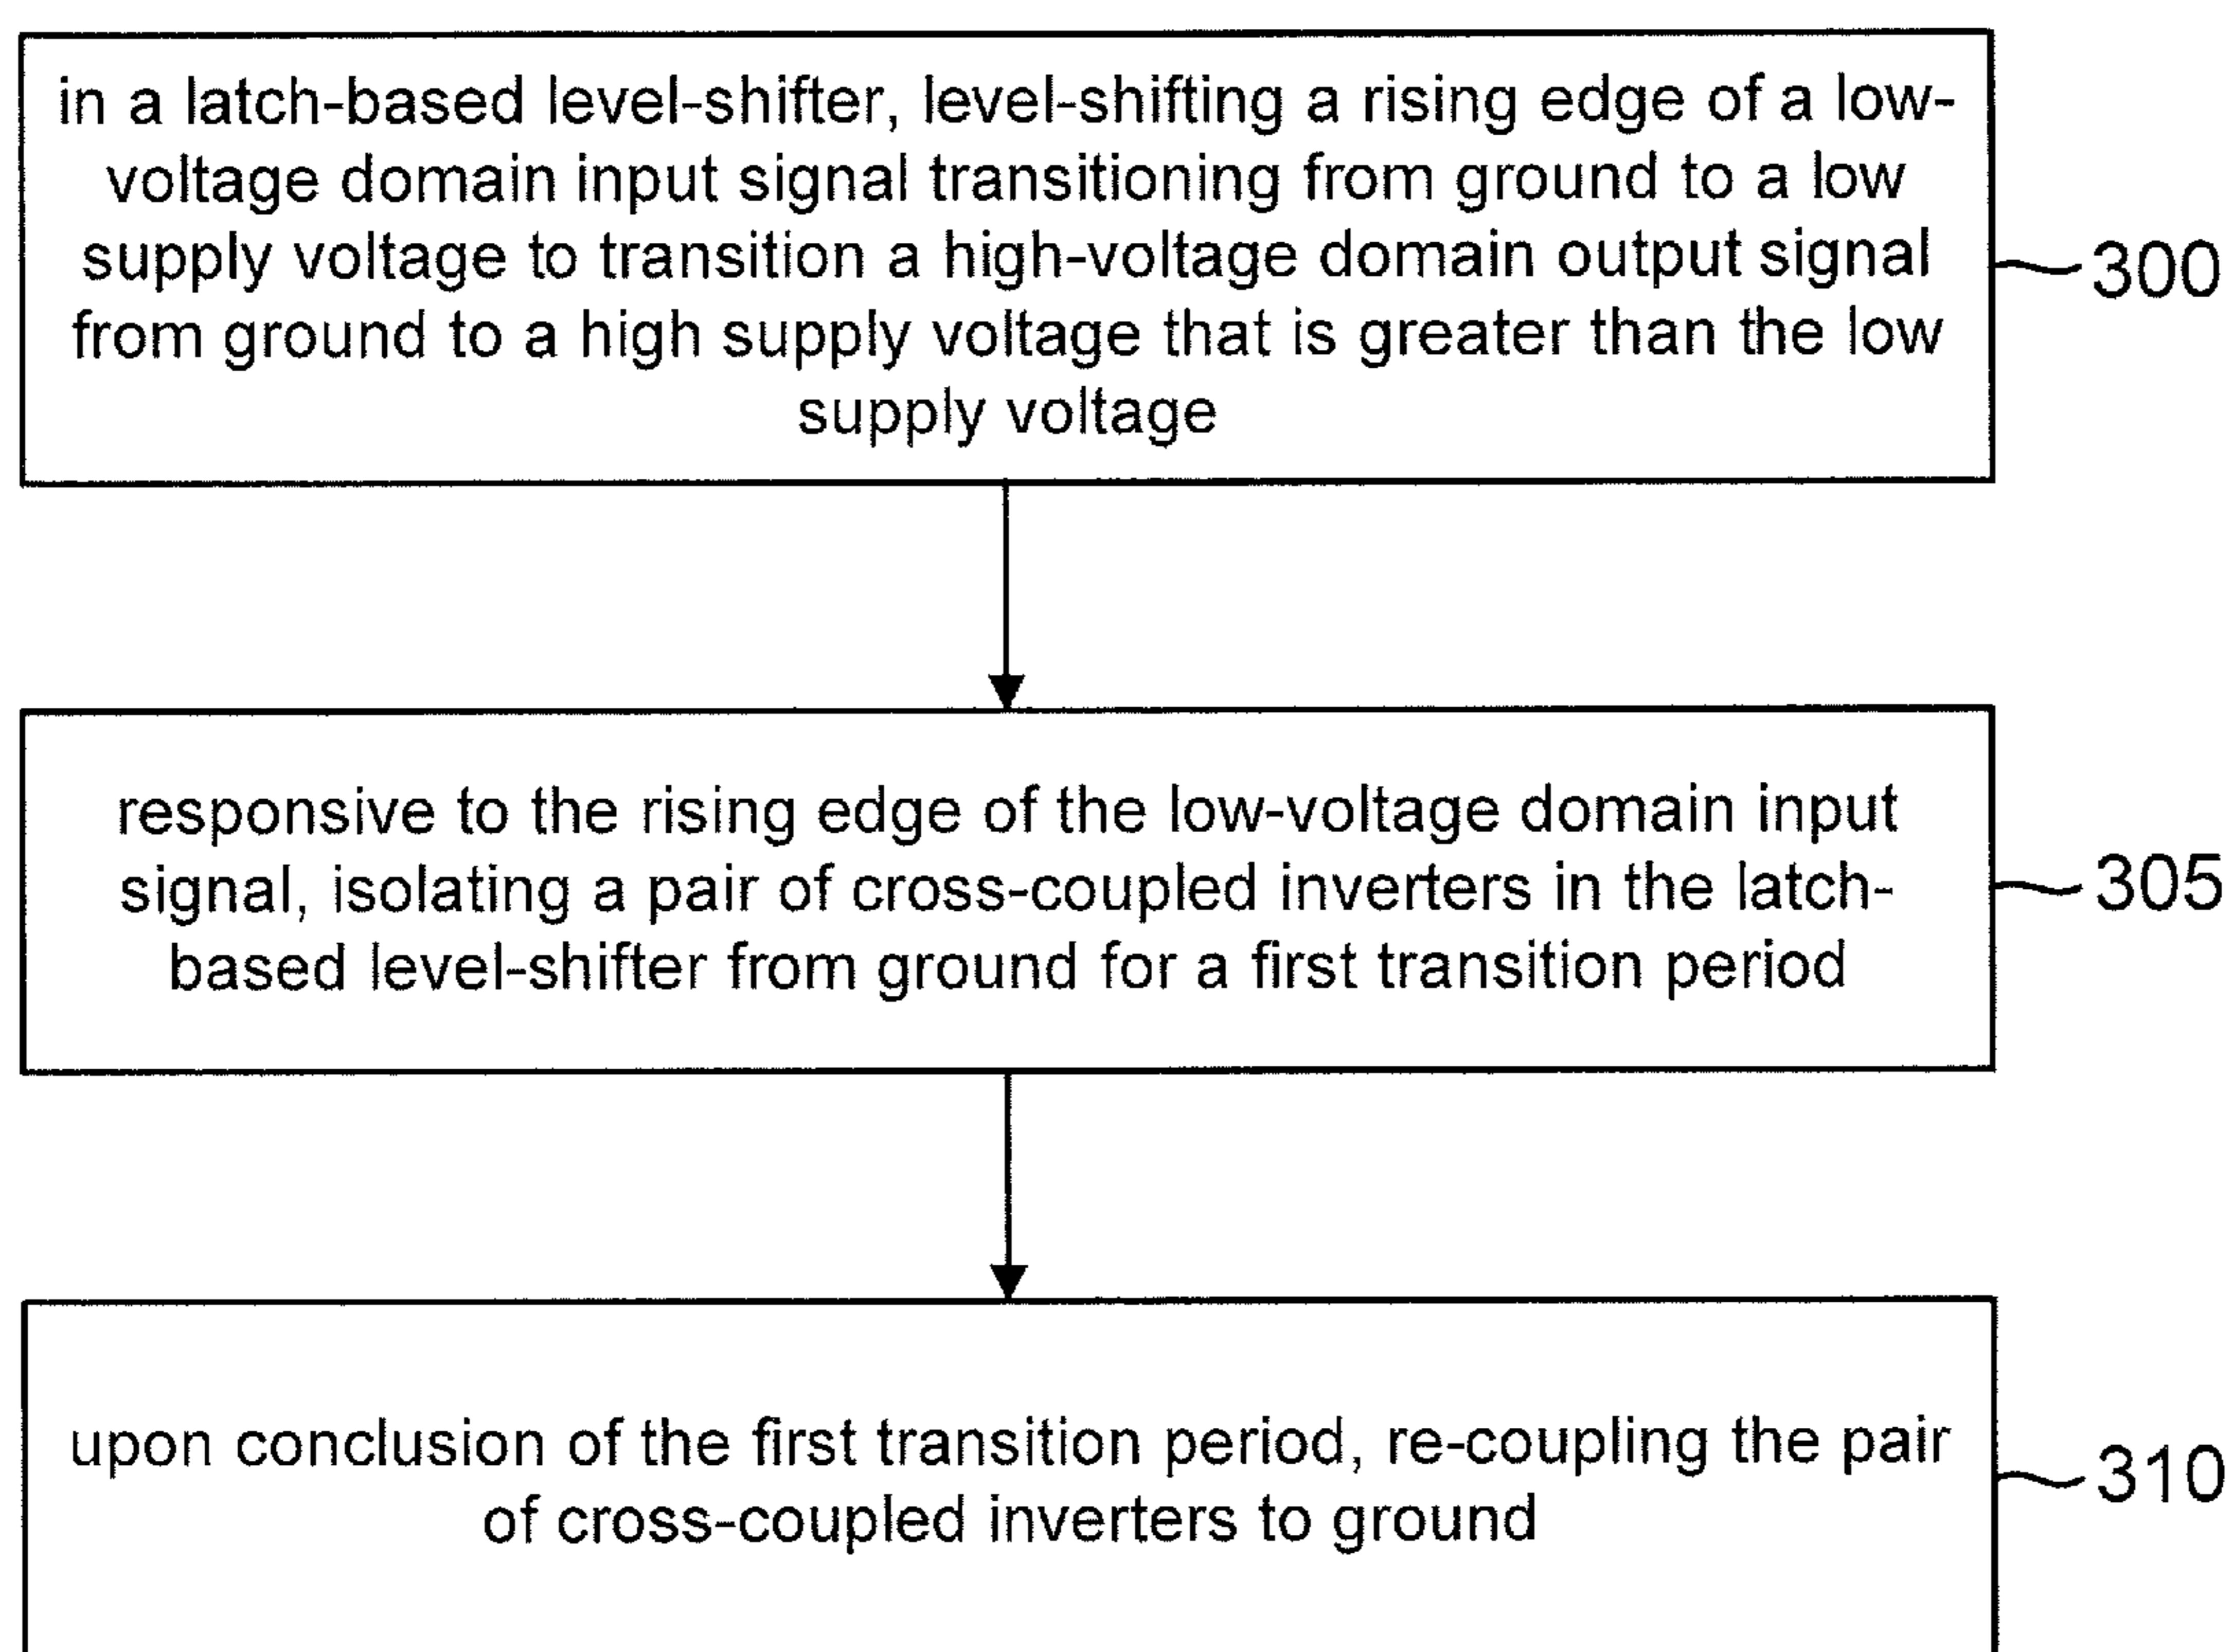 in a latch-based level-shifter, level-shifting a rising edge of a low-
voltage domain input signal transitioning from ground to a low
supply voltage to transition a high-voltage domain output signal
from ground to a high supply voltage that is greater than the low
supply voltage
300
responsive to the rising edge of the low-voltage domain input
signal, isolating a pair of cross-coupled inverters in the latch-
based level-shifter from ground for a first transition period
305
upon conclusion of the first transition period, re-coupling the pair
of cross-coupled inverters to ground
310